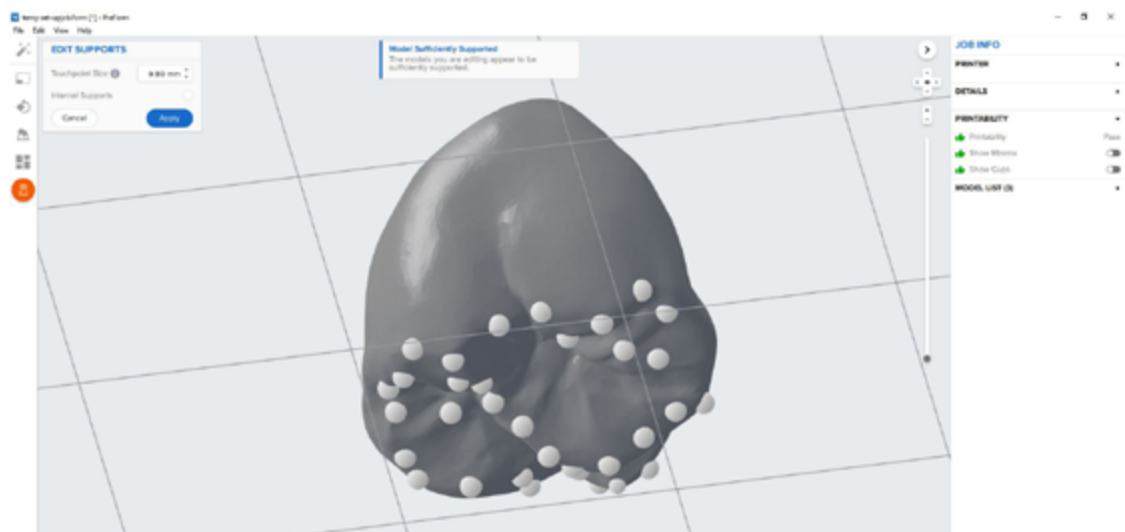 File Edit View Help
EDIT SUPPORTS
Touchpoint Size
mm
Internal Supports
Cancel
Apply
Model Sufficiently Supported
The models you are editing appear to be
sufficiently supported.
JOB INFO
PRINTER
DETAILS
PRINTABILITY
Printability Pass
Show Minima
Show Cups
MODEL LIST (3)